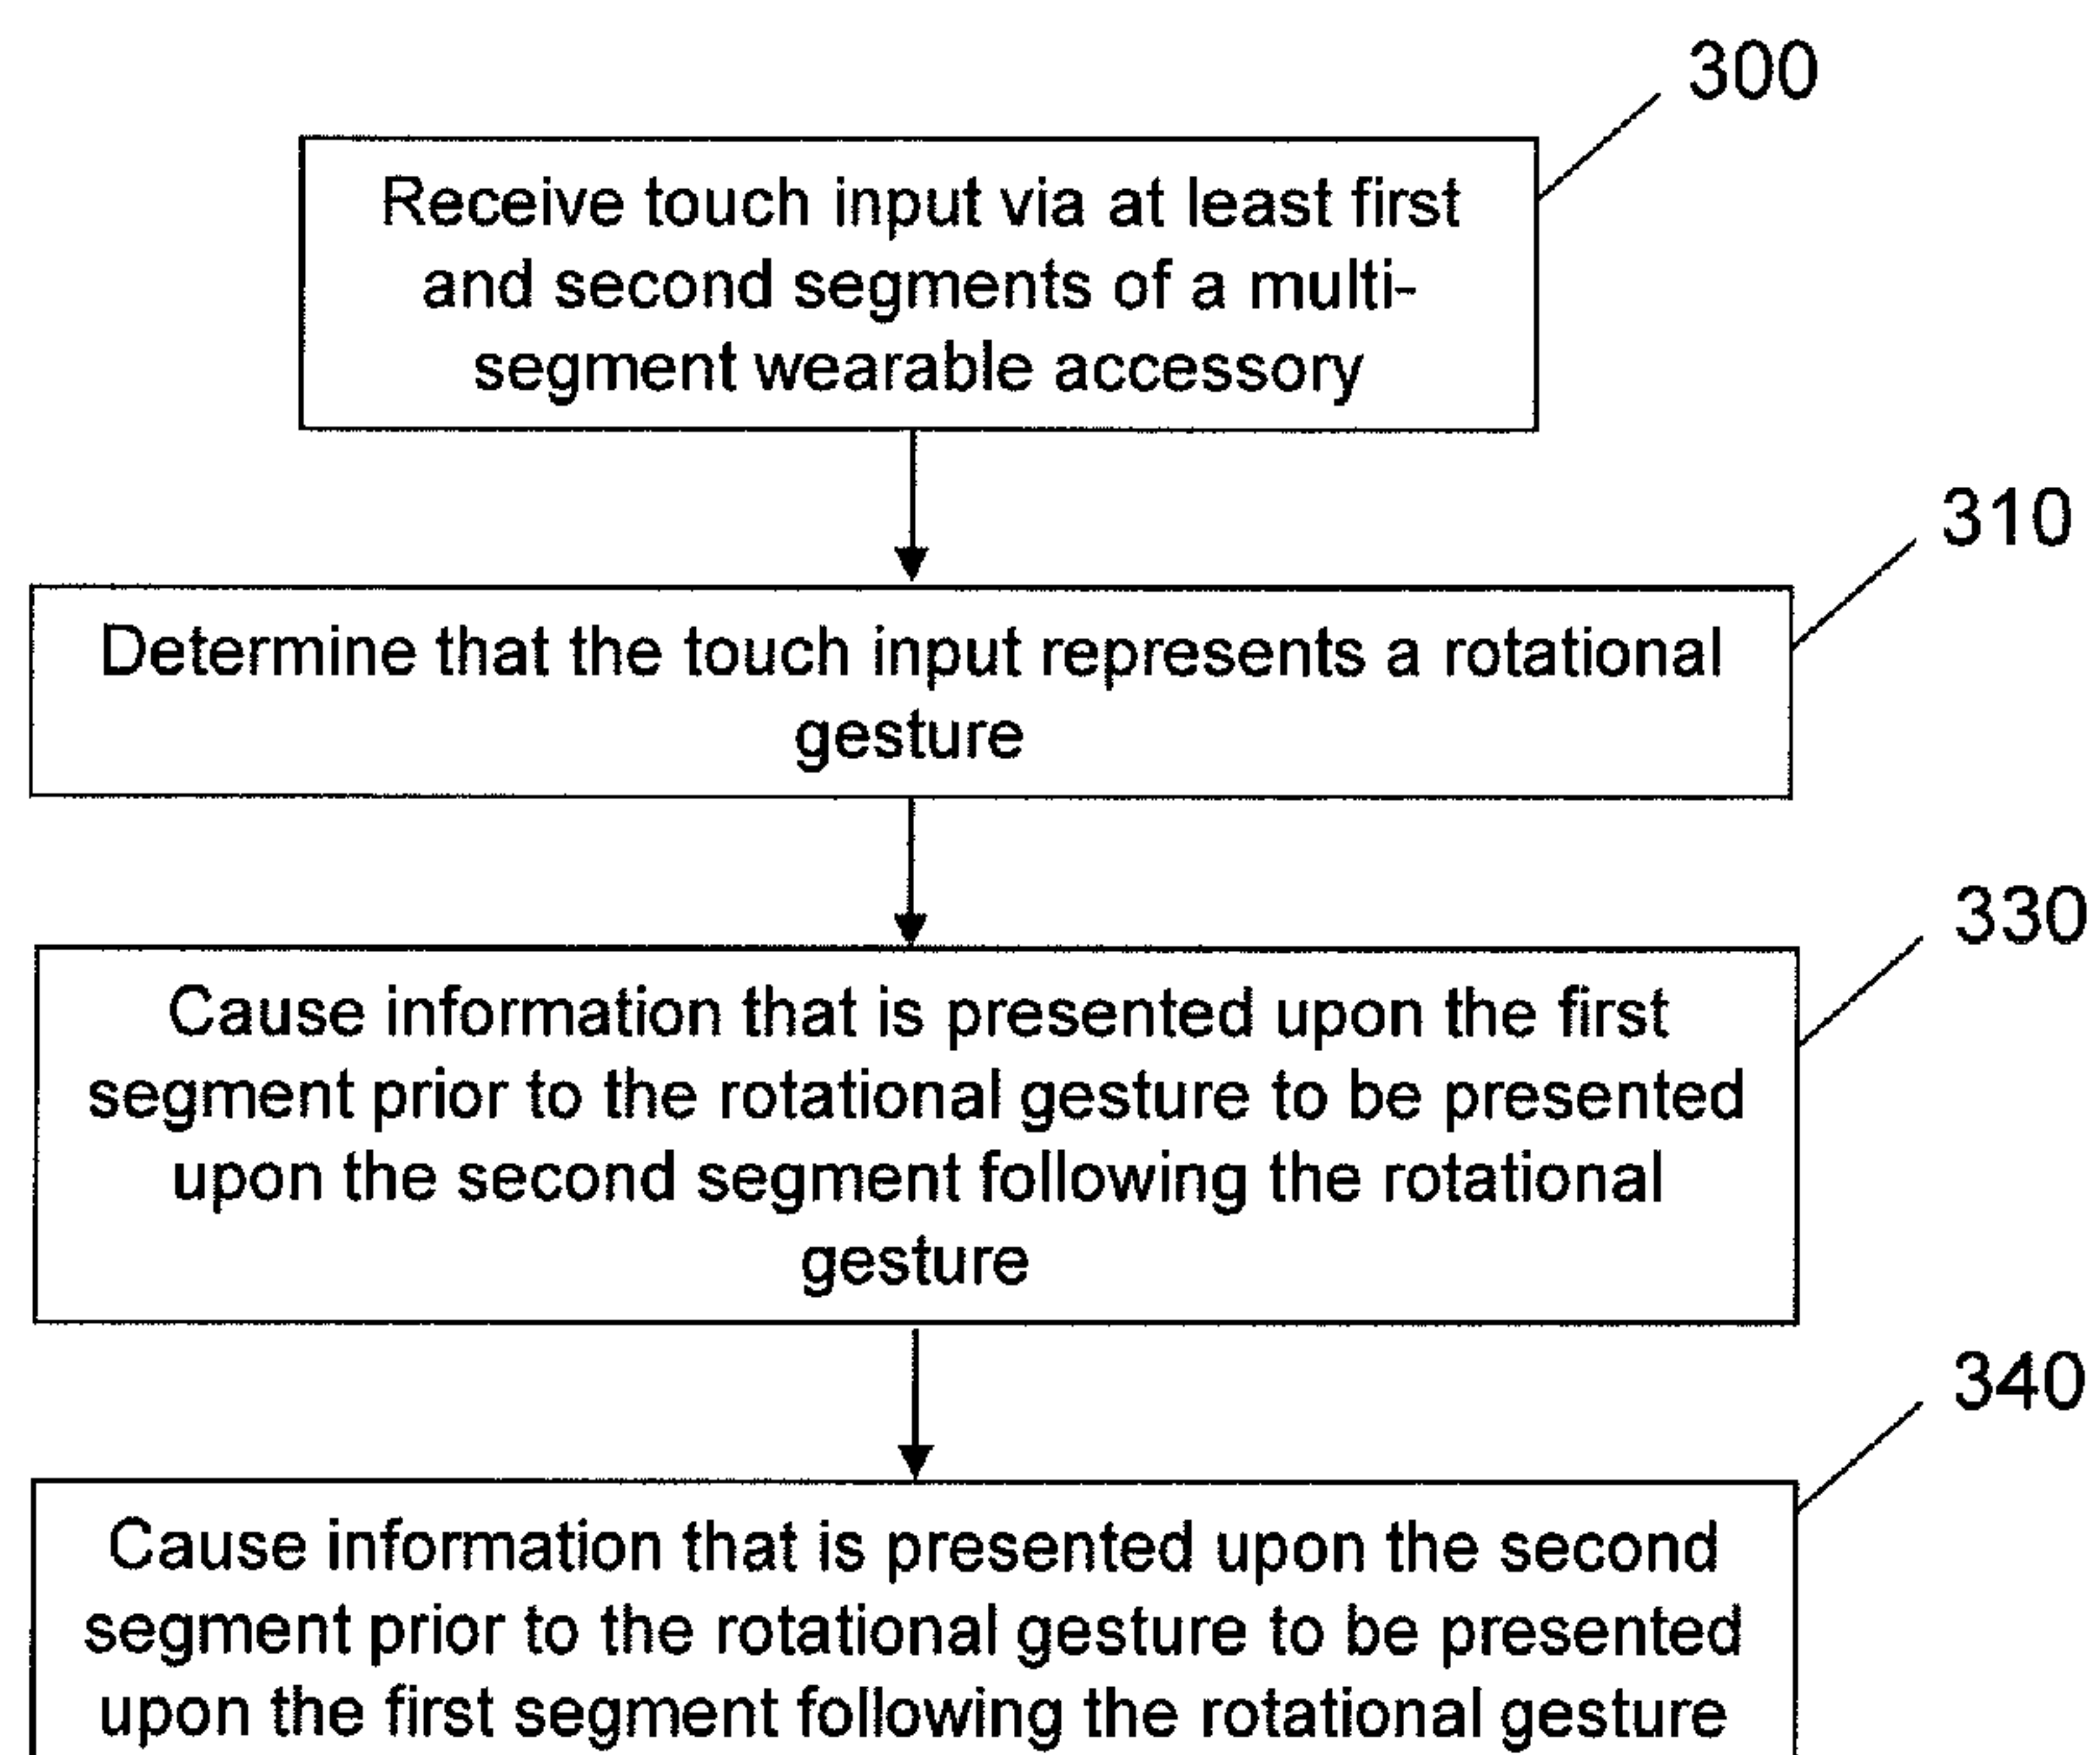 300
Receive touch input via at least first
and second segments of a multi-
segment wearable accessory
310
Determine that the touch input represents a rotational
gesture
330
Cause information that is presented upon the first
segment prior to the rotational gesture to be presented
upon the second segment following the rotational
gesture
340
Cause information that is presented upon the second
segment prior to the rotational gesture to be presented
upon the first segment following the rotational gesture